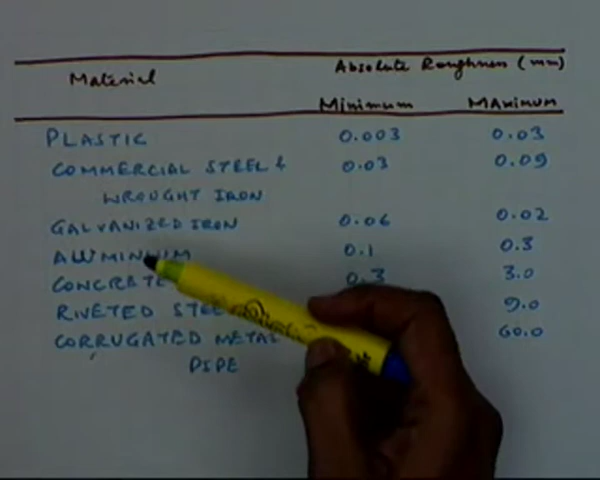 Material Absolute Roughness (mm)
Minimum MAximum
PLASTIC 0.003 0.03
COMMERCIAL STEEL & 0.03 0.09
WROUGHT IRON
GALVANIZED IRON 0.06 0.02
ALUMINUM 0.1 0.3
CONCRETE 0.3 3.0
RIVETED 9.0
CORRUGATED METAL 60.0
PIPE